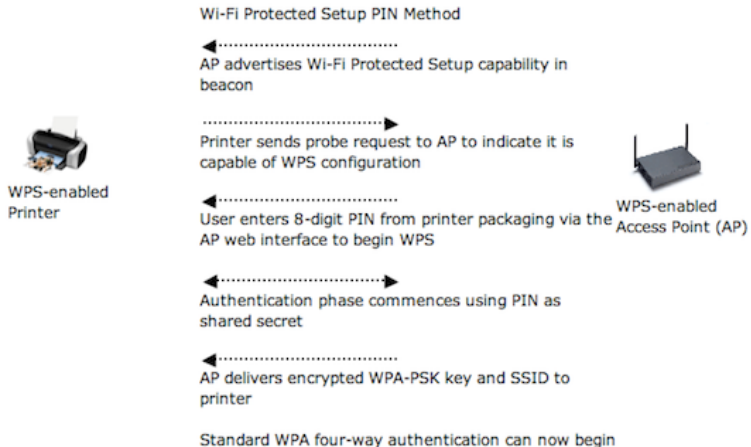 Wi-Fi Protected Setup PIN Method
AP advertises Wi-Fi Protected Setup capability in
beacon
Printer sends probe request to AP to indicate it is
capable of WPS configuration
WPS-enabled
Printer
User enters 8-digit PIN from printer packaging via the
AP web interface to begin WPS
WPS-enabled
Access Point (AP)
Authentication phase commences using PIN as
shared secret
AP delivers encrypted WPA-PSK key and SSID to
printer
Standard WPA four-way authentication can now begin